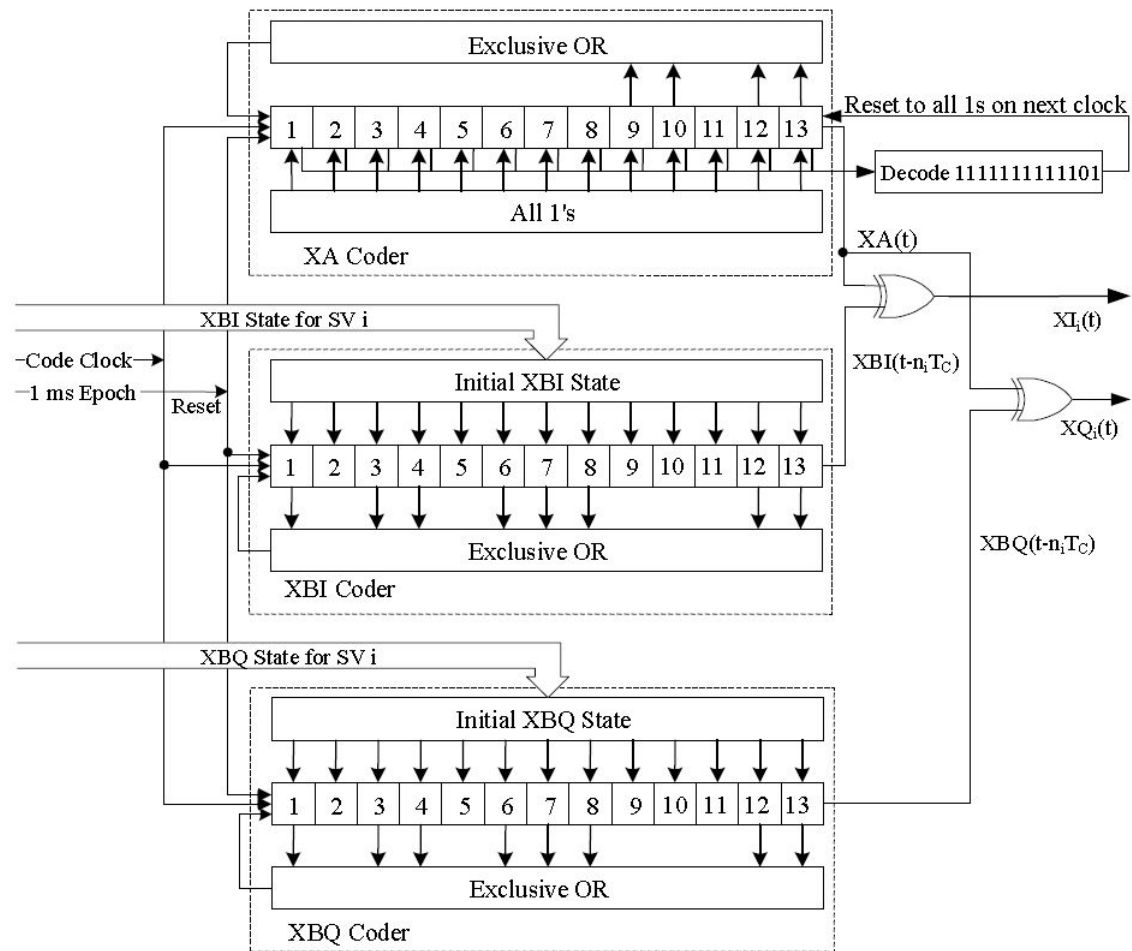 Exclusive OR
1 2 3 4 5 6 7 8 9 10 11 12 13
Reset to all 1s on next clock
Decode 1111111111101
All 1's
XA Coder
XA(t)
XBI State for SV i
XI_i(t)
Code Clock
1 ms Epoch
Reset
Initial XBI State
XBI(t-n_iT_C)
XQ_i(t)
1 2 3 4 5 6 7 8 9 10 11 12 13
Exclusive OR
XBI Coder
XBQ(t-n_iT_C)
XBQ State for SV i
Initial XBQ State
1 2 3 4 5 6 7 8 9 10 11 12 13
Exclusive OR
XBQ Coder